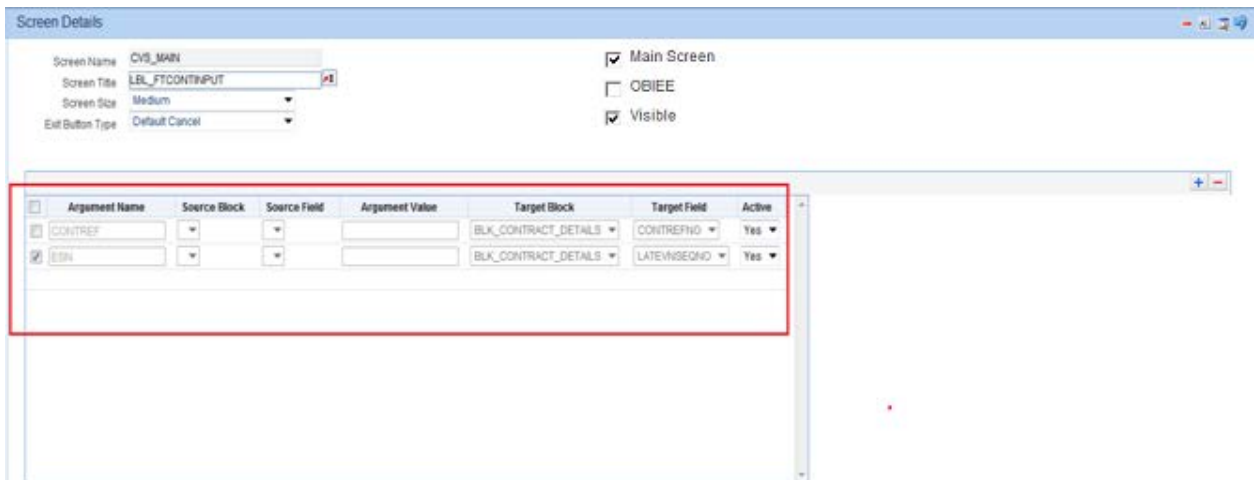 Screen Details
Screen Name CVS_MAIN
Screen Title LBL_FTCONTINPUT
Screen Size Medium
Exit Button Type Default Cancel
Main Screen
OBIEE
Visible
Argument Name Source Block Source Field Argument Value Target Block Target Field Active
CONTREF BLK_CONTRACT_DETAILS CONTREFNO Yes
ESN BLK_CONTRACT_DETAILS LATEVNSEQNO Yes